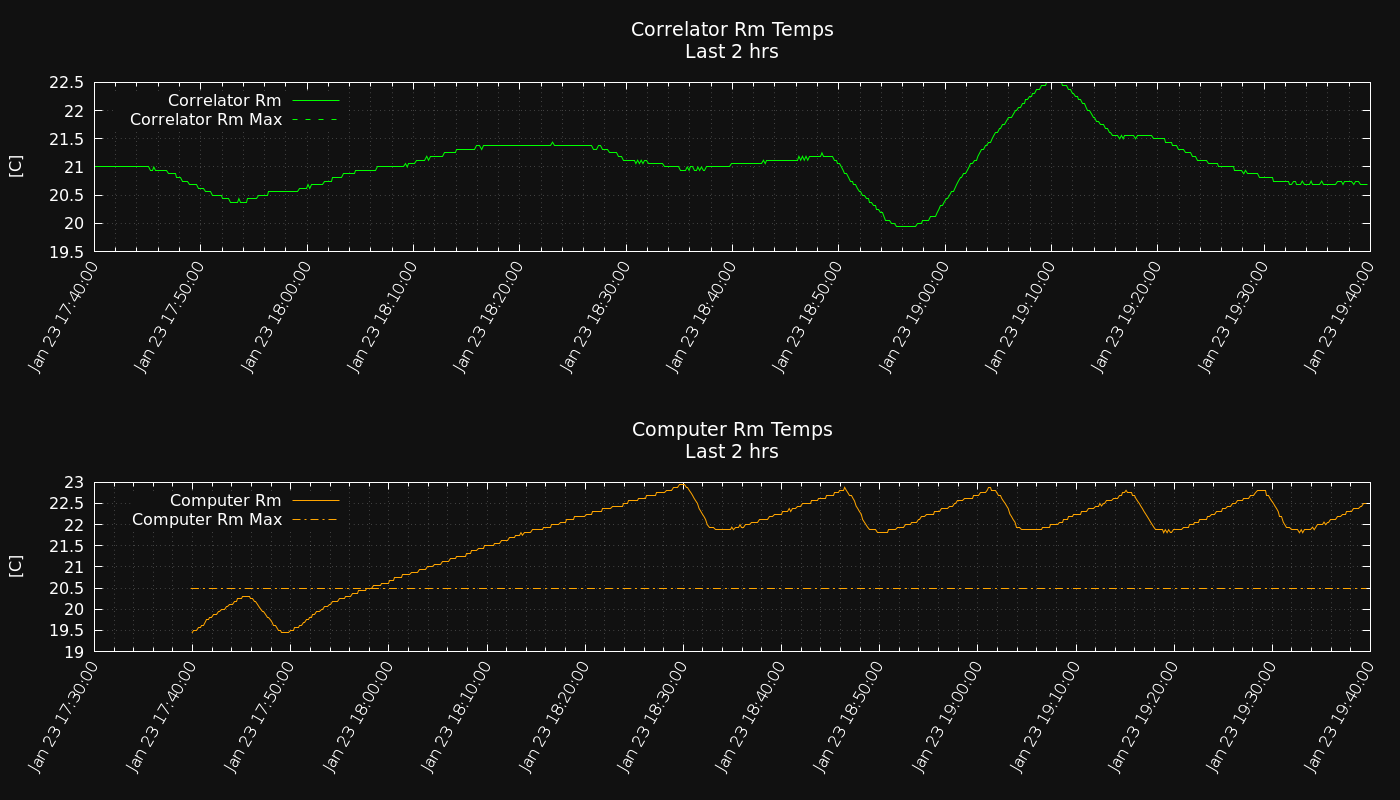 Correlator Rm Temps
Last 2 hrs
22.5
22
21.5
21
20.5
20
19.5
[C]
Correlator Rm
Correlator Rm Max
Jan 23 17:40:00
Jan 23 17:50:00
Jan 23 18:00:00
Jan 23 18:10:00
Jan 23 18:20:00
Jan 23 18:30:00
Jan 23 18:40:00
Jan 23 18:50:00
Jan 23 19:00:00
Jan 23 19:10:00
Jan 23 19:20:00
Jan 23 19:30:00
Jan 23 19:40:00
Computer Rm Temps
Last 2 hrs
23
22.5
22
21.5
21
20.5
20
19.5
19
[C]
Computer Rm
Computer Rm Max
Jan 23 17:30:00
Jan 23 17:40:00
Jan 23 17:50:00
Jan 23 18:00:00
Jan 23 18:10:00
Jan 23 18:20:00
Jan 23 18:30:00
Jan 23 18:40:00
Jan 23 18:50:00
Jan 23 19:00:00
Jan 23 19:10:00
Jan 23 19:20:00
Jan 23 19:30:00
Jan 23 19:40:00